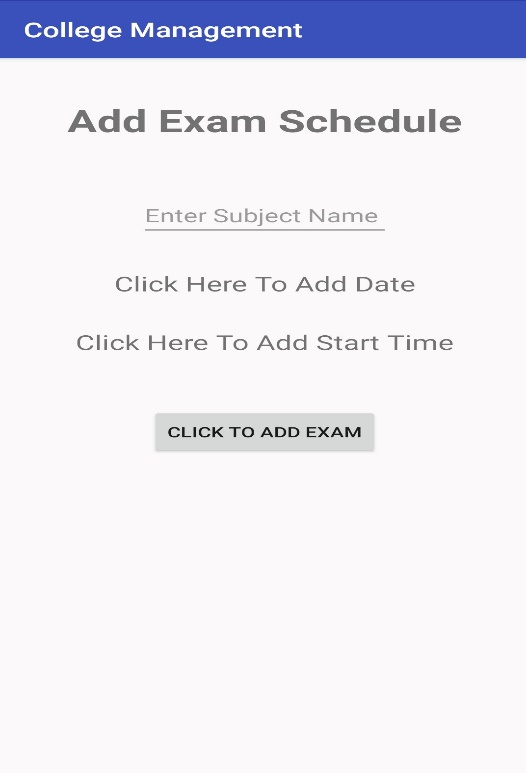 College Management
Add Exam Schedule
Enter Subject Name
Click Here To Add Date
Click Here To Add Start Time
CLICK TO ADD EXAM